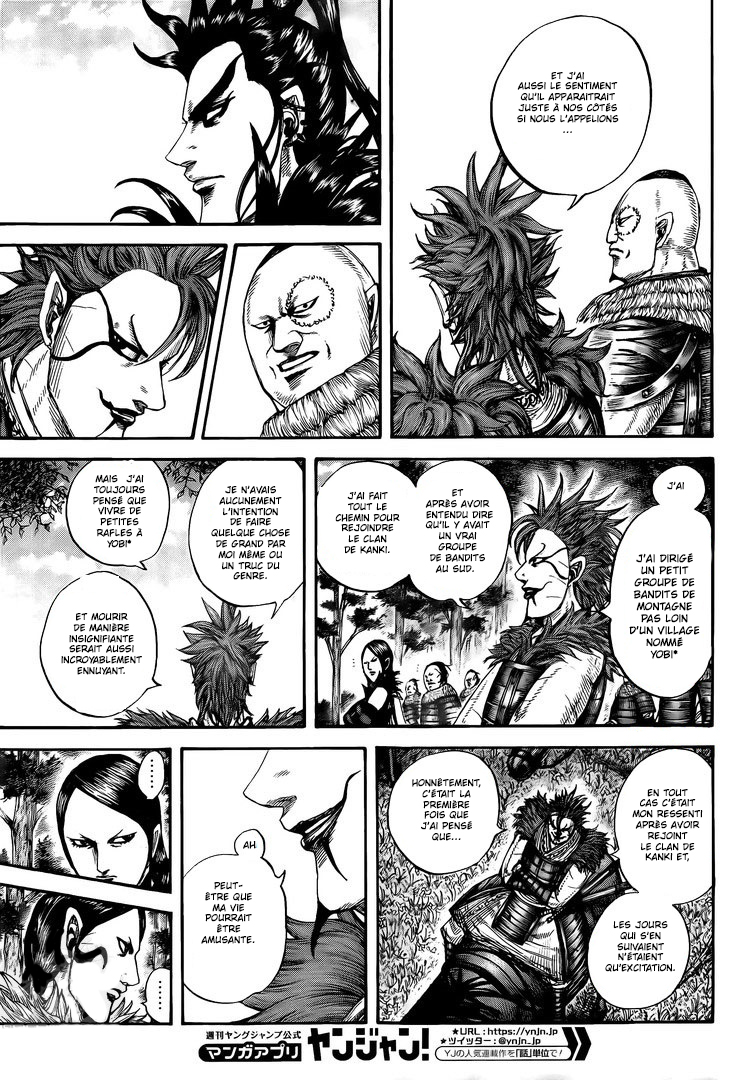 ET J'AI
AUSSI LE SENTIMENT
QU'IL APPARAITRAIT
JUSTE À NOS CÔTÉS
SI NOUS L'APPELIONS
...
J'AI
J'AI DIRIGÉ
UN PETIT
GROUPE DE
BANDITS DE
MONTAGNE
PAS LOIN
D'UN VILLAGE
NOMMÉ
YOBI*
ET
APRÈS AVOIR
ENTENDU DIRE
QU'IL Y AVAIT
UN VRAI
GROUPE
DE BANDITS
AU SUD.
J'AI FAIT
TOUT LE
CHEMIN POUR
REJOINDRE
LE CLAN
DE KANKI.
JE N'AVAIS
AUCUNEMENT
L'INTENTION
DE FAIRE
QUELQUE CHOSE
DE GRAND PAR
MOI MÊME OU
UN TRUC DU
GENRE.
MAIS J'AI
TOUJOURS
PENSÉ QUE
VIVRE DE
PETITES
RAFLES À
YOBI*
ET MOURIR
DE MANIÈRE
INSIGNIFIANTE
SERAIT AUSSI
INCROYABLEMENT
ENNUYANT.
EN TOUT
CAS C'ÉTAIT
MON RESSENTI
APRÈS AVOIR
REJOINT
LE CLAN DE
KANKI ET,
LES JOURS
QUI S'EN
SUIVAIENT
N'ÉTAIENT
QU'EXCITATION.
HONNÊTEMENT,
C'ÉTAIT LA
PREMIÈRE
FOIS QUE
J'AI PENSÉ
QUE...
AH
PEUT-
ÊTRE QUE
MA VIE
POURRAIT
ÊTRE
AMUSANTE.
......
......
週刊ヤングジャンプ公式
マンガアプリ
ヤンジャン!
★URL:https://ynjn.jp
★ツイッター:@ynjn_jp
YJの人気連載作を「話」単位で!